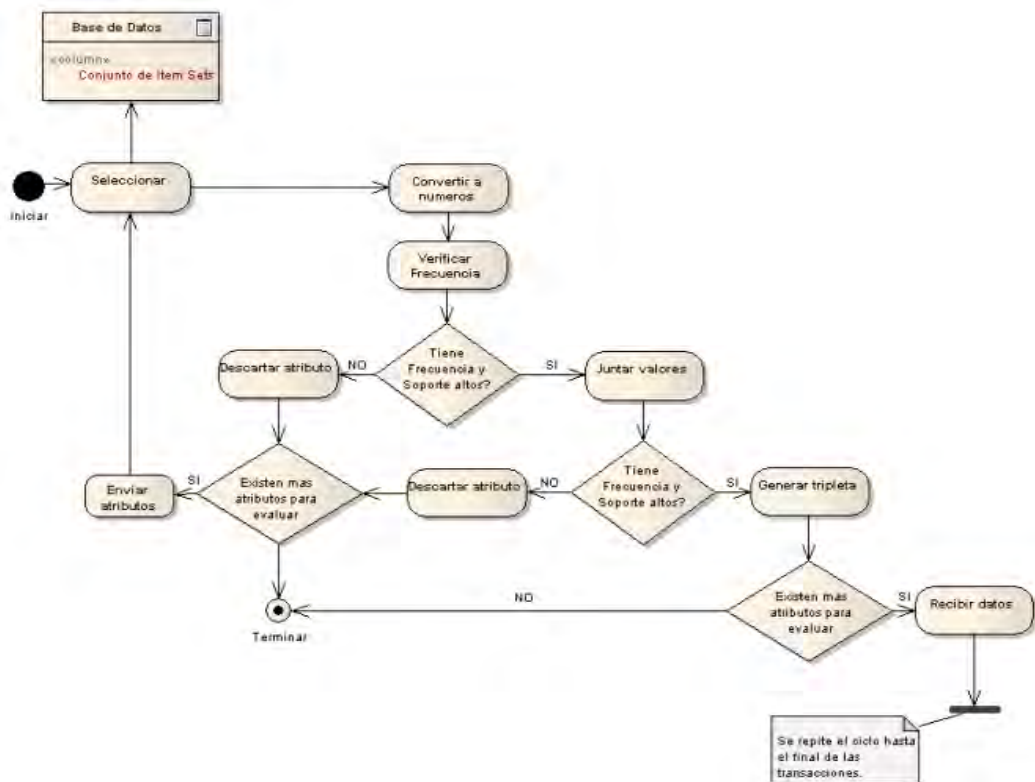 Base de Datos
«column»
Conjunto de Item Sets
Iniciar
Seleccionar
Convertir a
numeros
Verificar
Frecuencia
Tiene
Frecuencia y
Soporte altos?
NO
SI
Descartar atributo
Juntar valores
Existen mas
atributos para
evaluar
SI
Enviar
atributos
Descartar atributo
NO
Tiene
Frecuencia y
Soporte altos?
SI
Generar tripleta
Terminar
NO
Existen mas
atributos para
evaluar
SI
Recibir datos
Se repite el ciclo hasta
el final de las
transacciones.